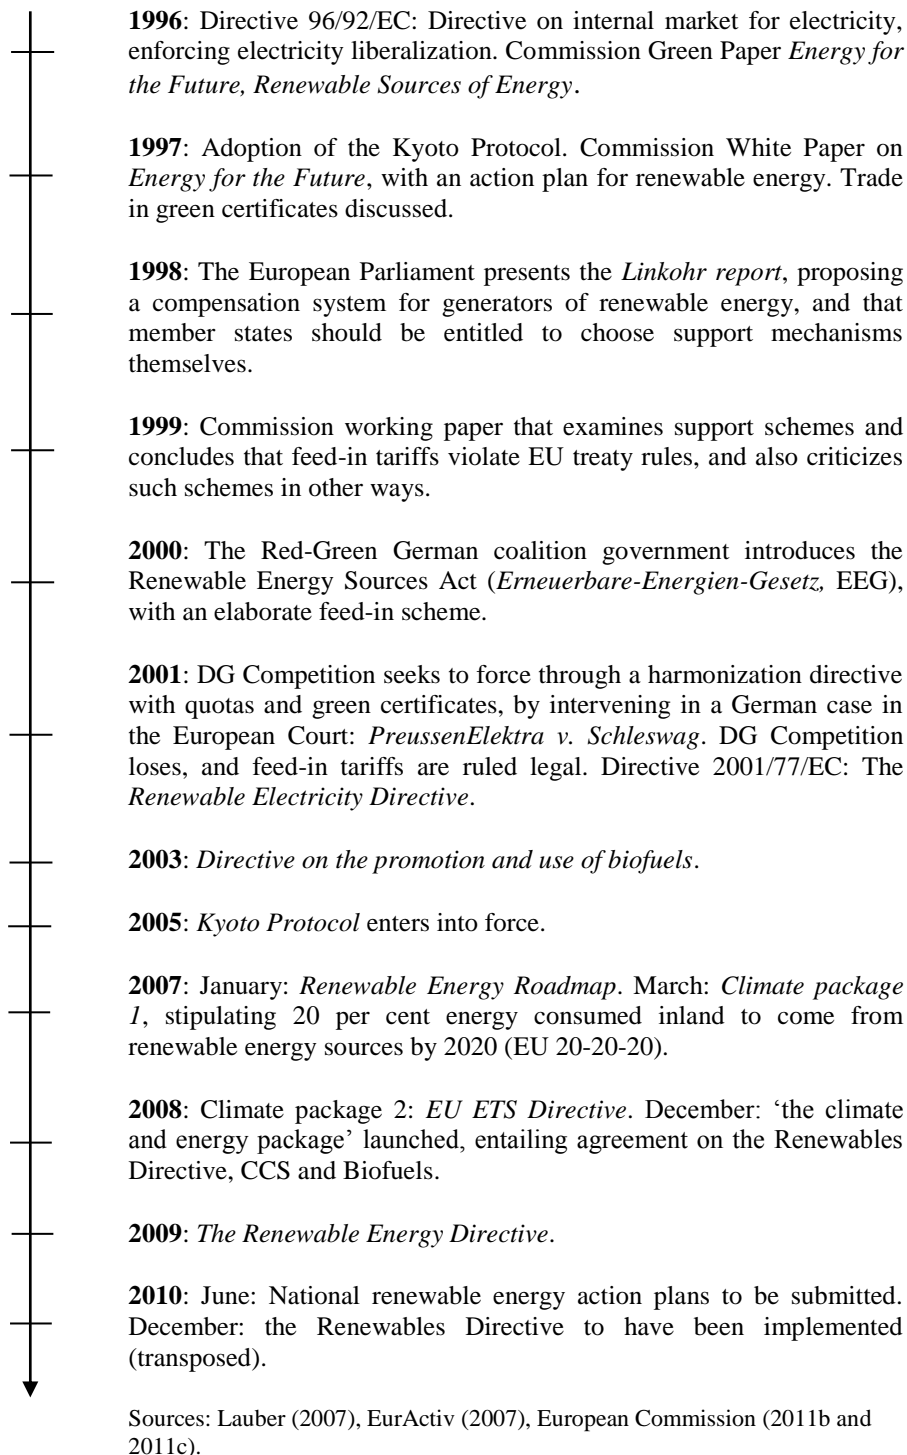 1996: Directive 96/92/EC: Directive on internal market for electricity,
enforcing electricity liberalization. Commission Green Paper Energy for
the Future, Renewable Sources of Energy.
1997: Adoption of the Kyoto Protocol. Commission White Paper on
Energy for the Future, with an action plan for renewable energy. Trade
in green certificates discussed.
1998: The European Parliament presents the Linkohr report, proposing
a compensation system for generators of renewable energy, and that
member states should be entitled to choose support mechanisms
themselves.
1999: Commission working paper that examines support schemes and
concludes that feed-in tariffs violate EU treaty rules, and also criticizes
such schemes in other ways.
2000: The Red-Green German coalition government introduces the
Renewable Energy Sources Act (Erneuerbare-Energien-Gesetz, EEG),
with an elaborate feed-in scheme.
2001: DG Competition seeks to force through a harmonization directive
with quotas and green certificates, by intervening in a German case in
the European Court: PreussenElektra v. Schleswag. DG Competition
loses, and feed-in tariffs are ruled legal. Directive 2001/77/EC: The
Renewable Electricity Directive.
2003: Directive on the promotion and use of biofuels.
2005: Kyoto Protocol enters into force.
2007: January: Renewable Energy Roadmap. March: Climate package
1, stipulating 20 per cent energy consumed inland to come from
renewable energy sources by 2020 (EU 20-20-20).
2008: Climate package 2: EU ETS Directive. December: ‘the climate
and energy package’ launched, entailing agreement on the Renewables
Directive, CCS and Biofuels.
2009: The Renewable Energy Directive.
2010: June: National renewable energy action plans to be submitted.
December: the Renewables Directive to have been implemented
(transposed).
Sources: Lauber (2007), EurActiv (2007), European Commission (2011b and
2011c).